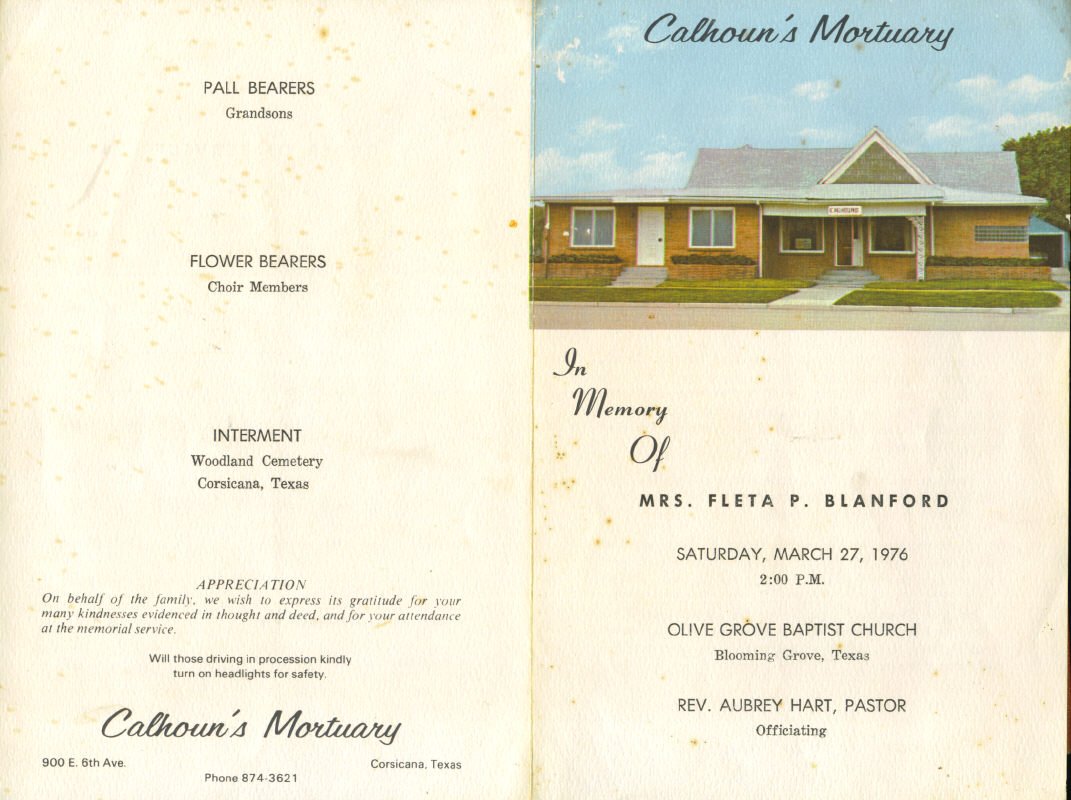 PALL BEARERS
Grandsons
FLOWER BEARERS
Choir Members
INTERMENT
Woodland Cemetery
Corsicana, Texas
APPRECIATION
On behalf of the family, we wish to express its gratitude for your
many kindnesses evidenced in thought and deed, and for your attendance
at the memorial service.
Will those driving in procession kindly
turn on headlights for safety.
Calhoun's Mortuary
900 E. 6th Ave.
Corsicana, Texas
Phone 874-3621
Calhoun's Mortuary
CALHOUNS
In
Memory
Of
MRS. FLETA P. BLANFORD
SATURDAY, MARCH 27, 1976
2:00 P.M.
OLIVE GROVE BAPTIST CHURCH
Blooming Grove, Texas
REV. AUBREY HART, PASTOR
Officiating